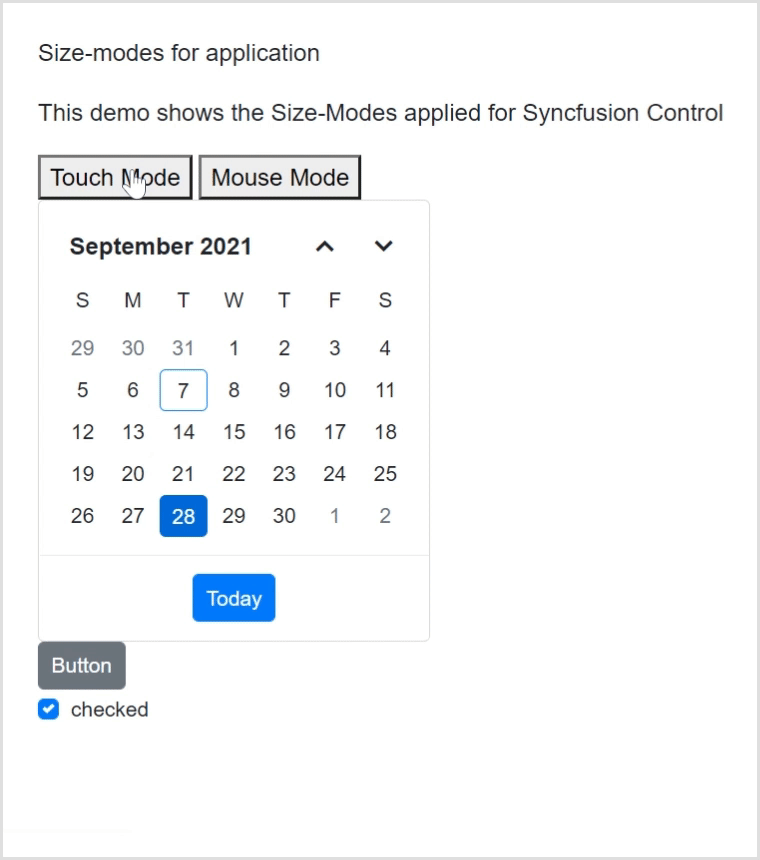 Size-modes for application
This demo shows the Size-Modes applied for Syncfusion Control
Touch Mode Mouse Mode
September 2021
S M T W T F S
29 30 31 1 2 3 4
5 6 7 8 9 10 11
12 13 14 15 16 17 18
19 20 21 22 23 24 25
26 27 28 29 30 1 2
Today
Button
checked